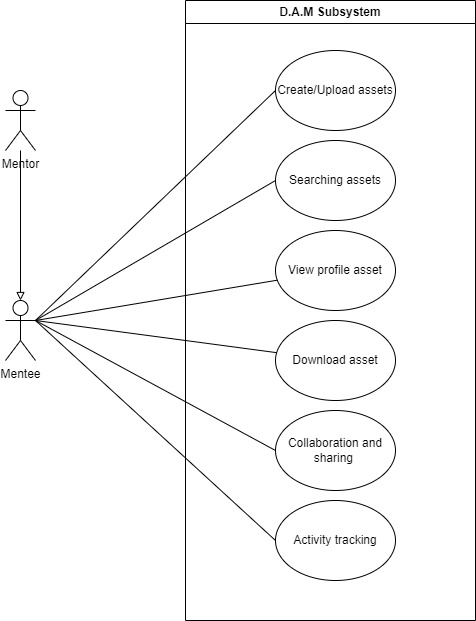 D.A.M Subsystem
Create/Upload assets
Mentor
Searching assets
View profile asset
Mentee
Download asset
Collaboration and
sharing
Activity tracking